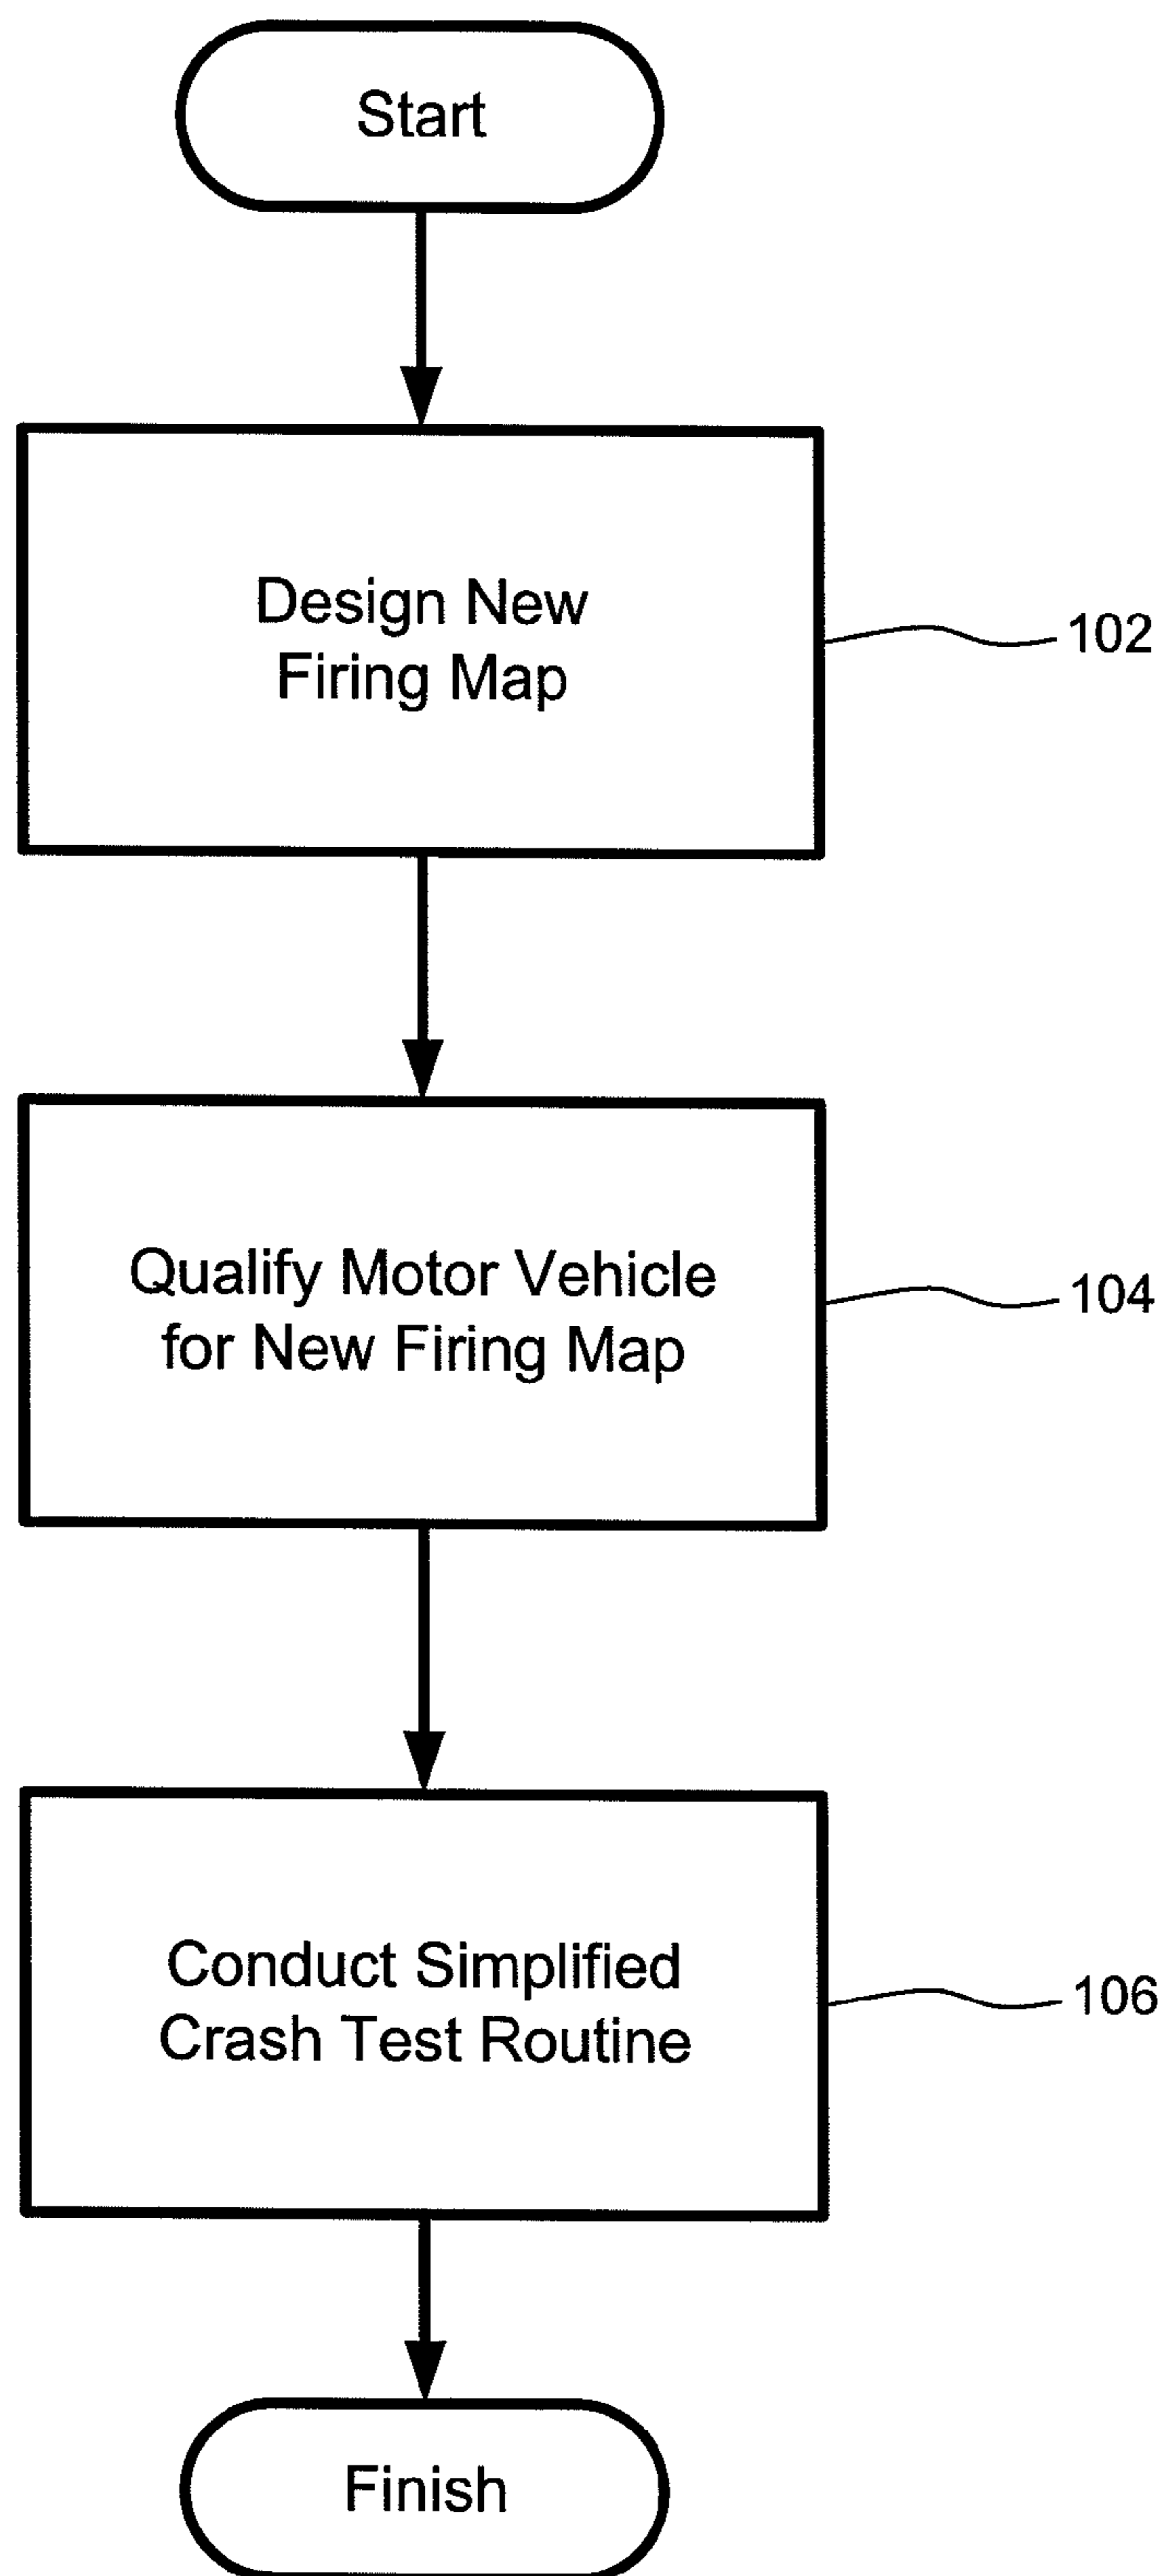 Start
Design New
Firing Map
102
Qualify Motor Vehicle
for New Firing Map
104
Conduct Simplified
Crash Test Routine
106
Finish